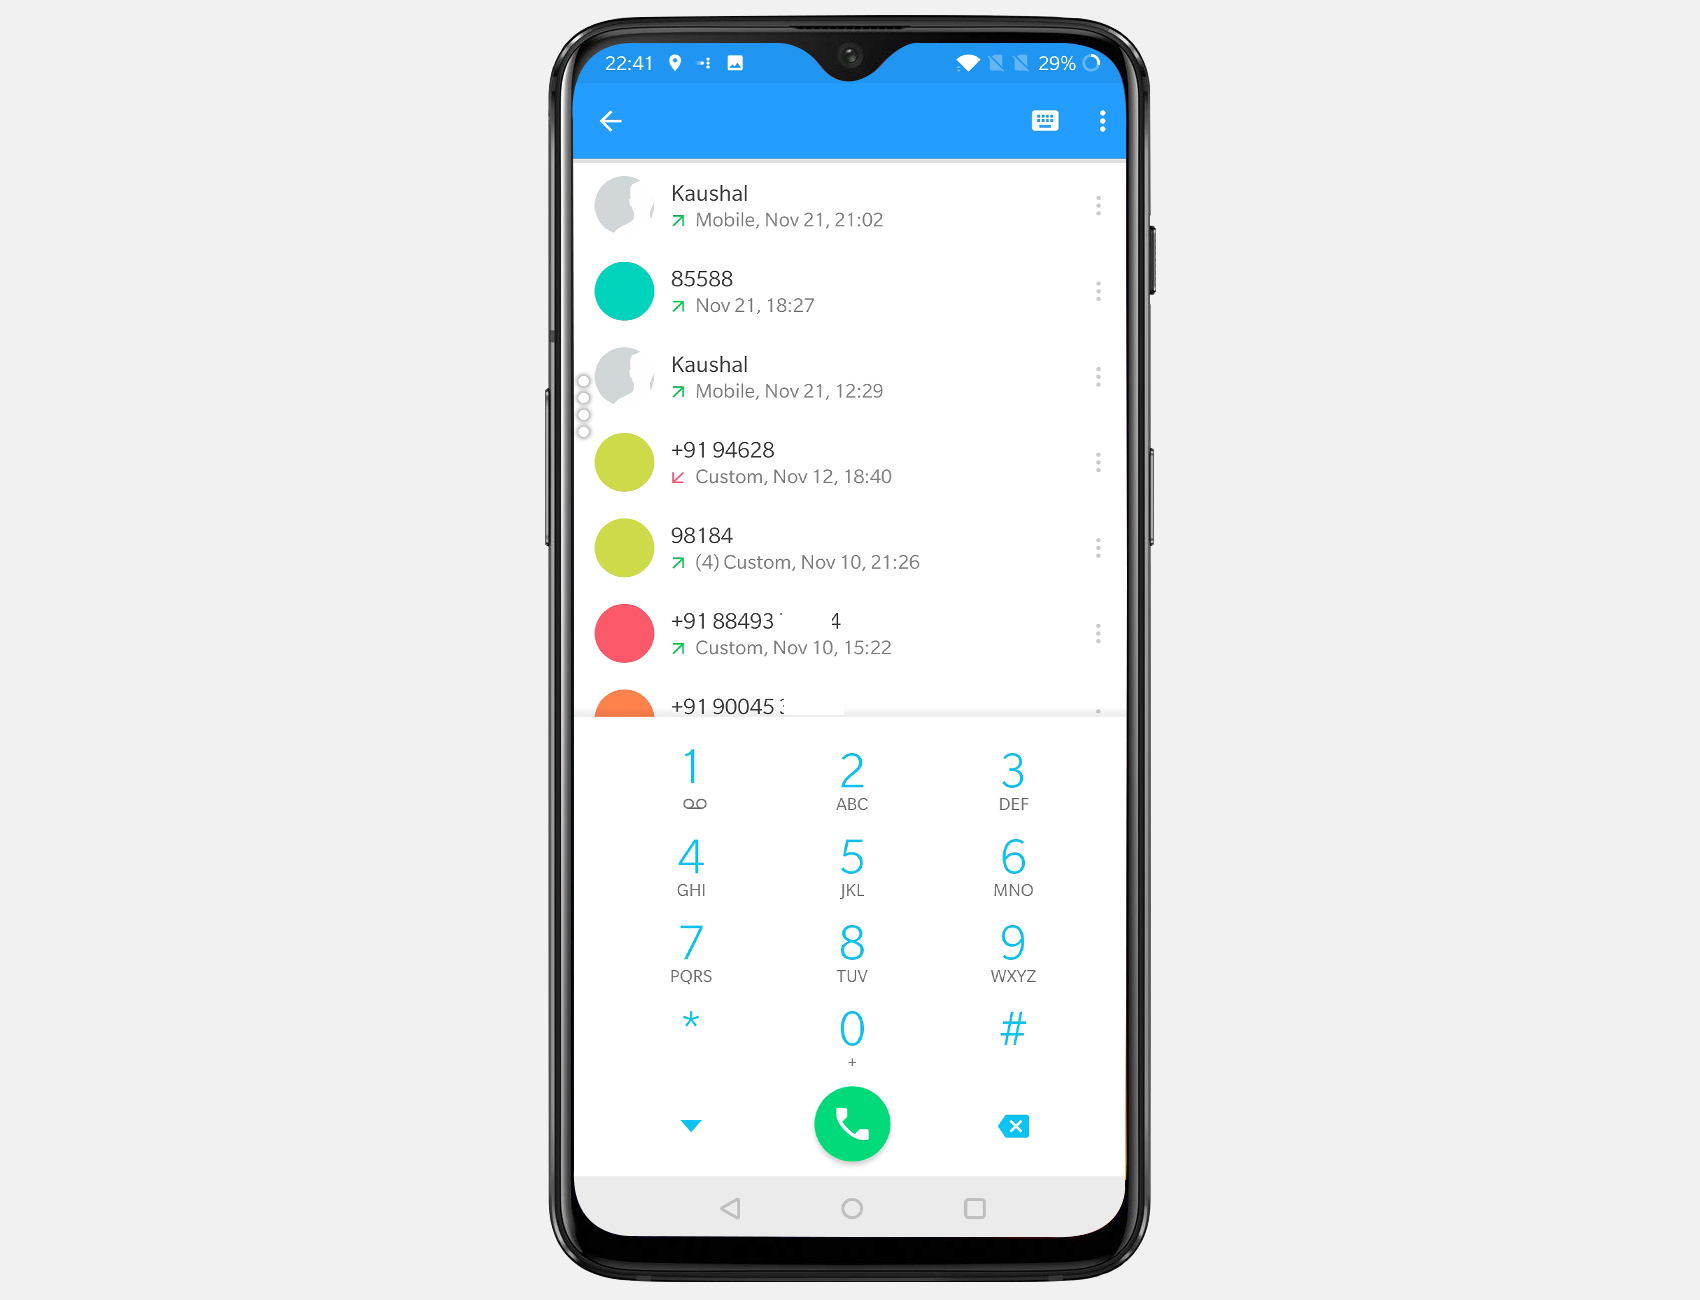 22:41 29%
Kaushal
Mobile, Nov 21, 21:02
85588
Nov 21, 18:27
Kaushal
Mobile, Nov 21, 12:29
+91 94628
Custom, Nov 12, 18:40
98184
(4) Custom, Nov 10, 21:26
+91 88493 4
Custom, Nov 10, 15:22
+91 90045
1 2 3
ABC DEF
4 5 6
GHI JKL MNO
7 8 9
PQRS TUV WXYZ
* 0 #
+